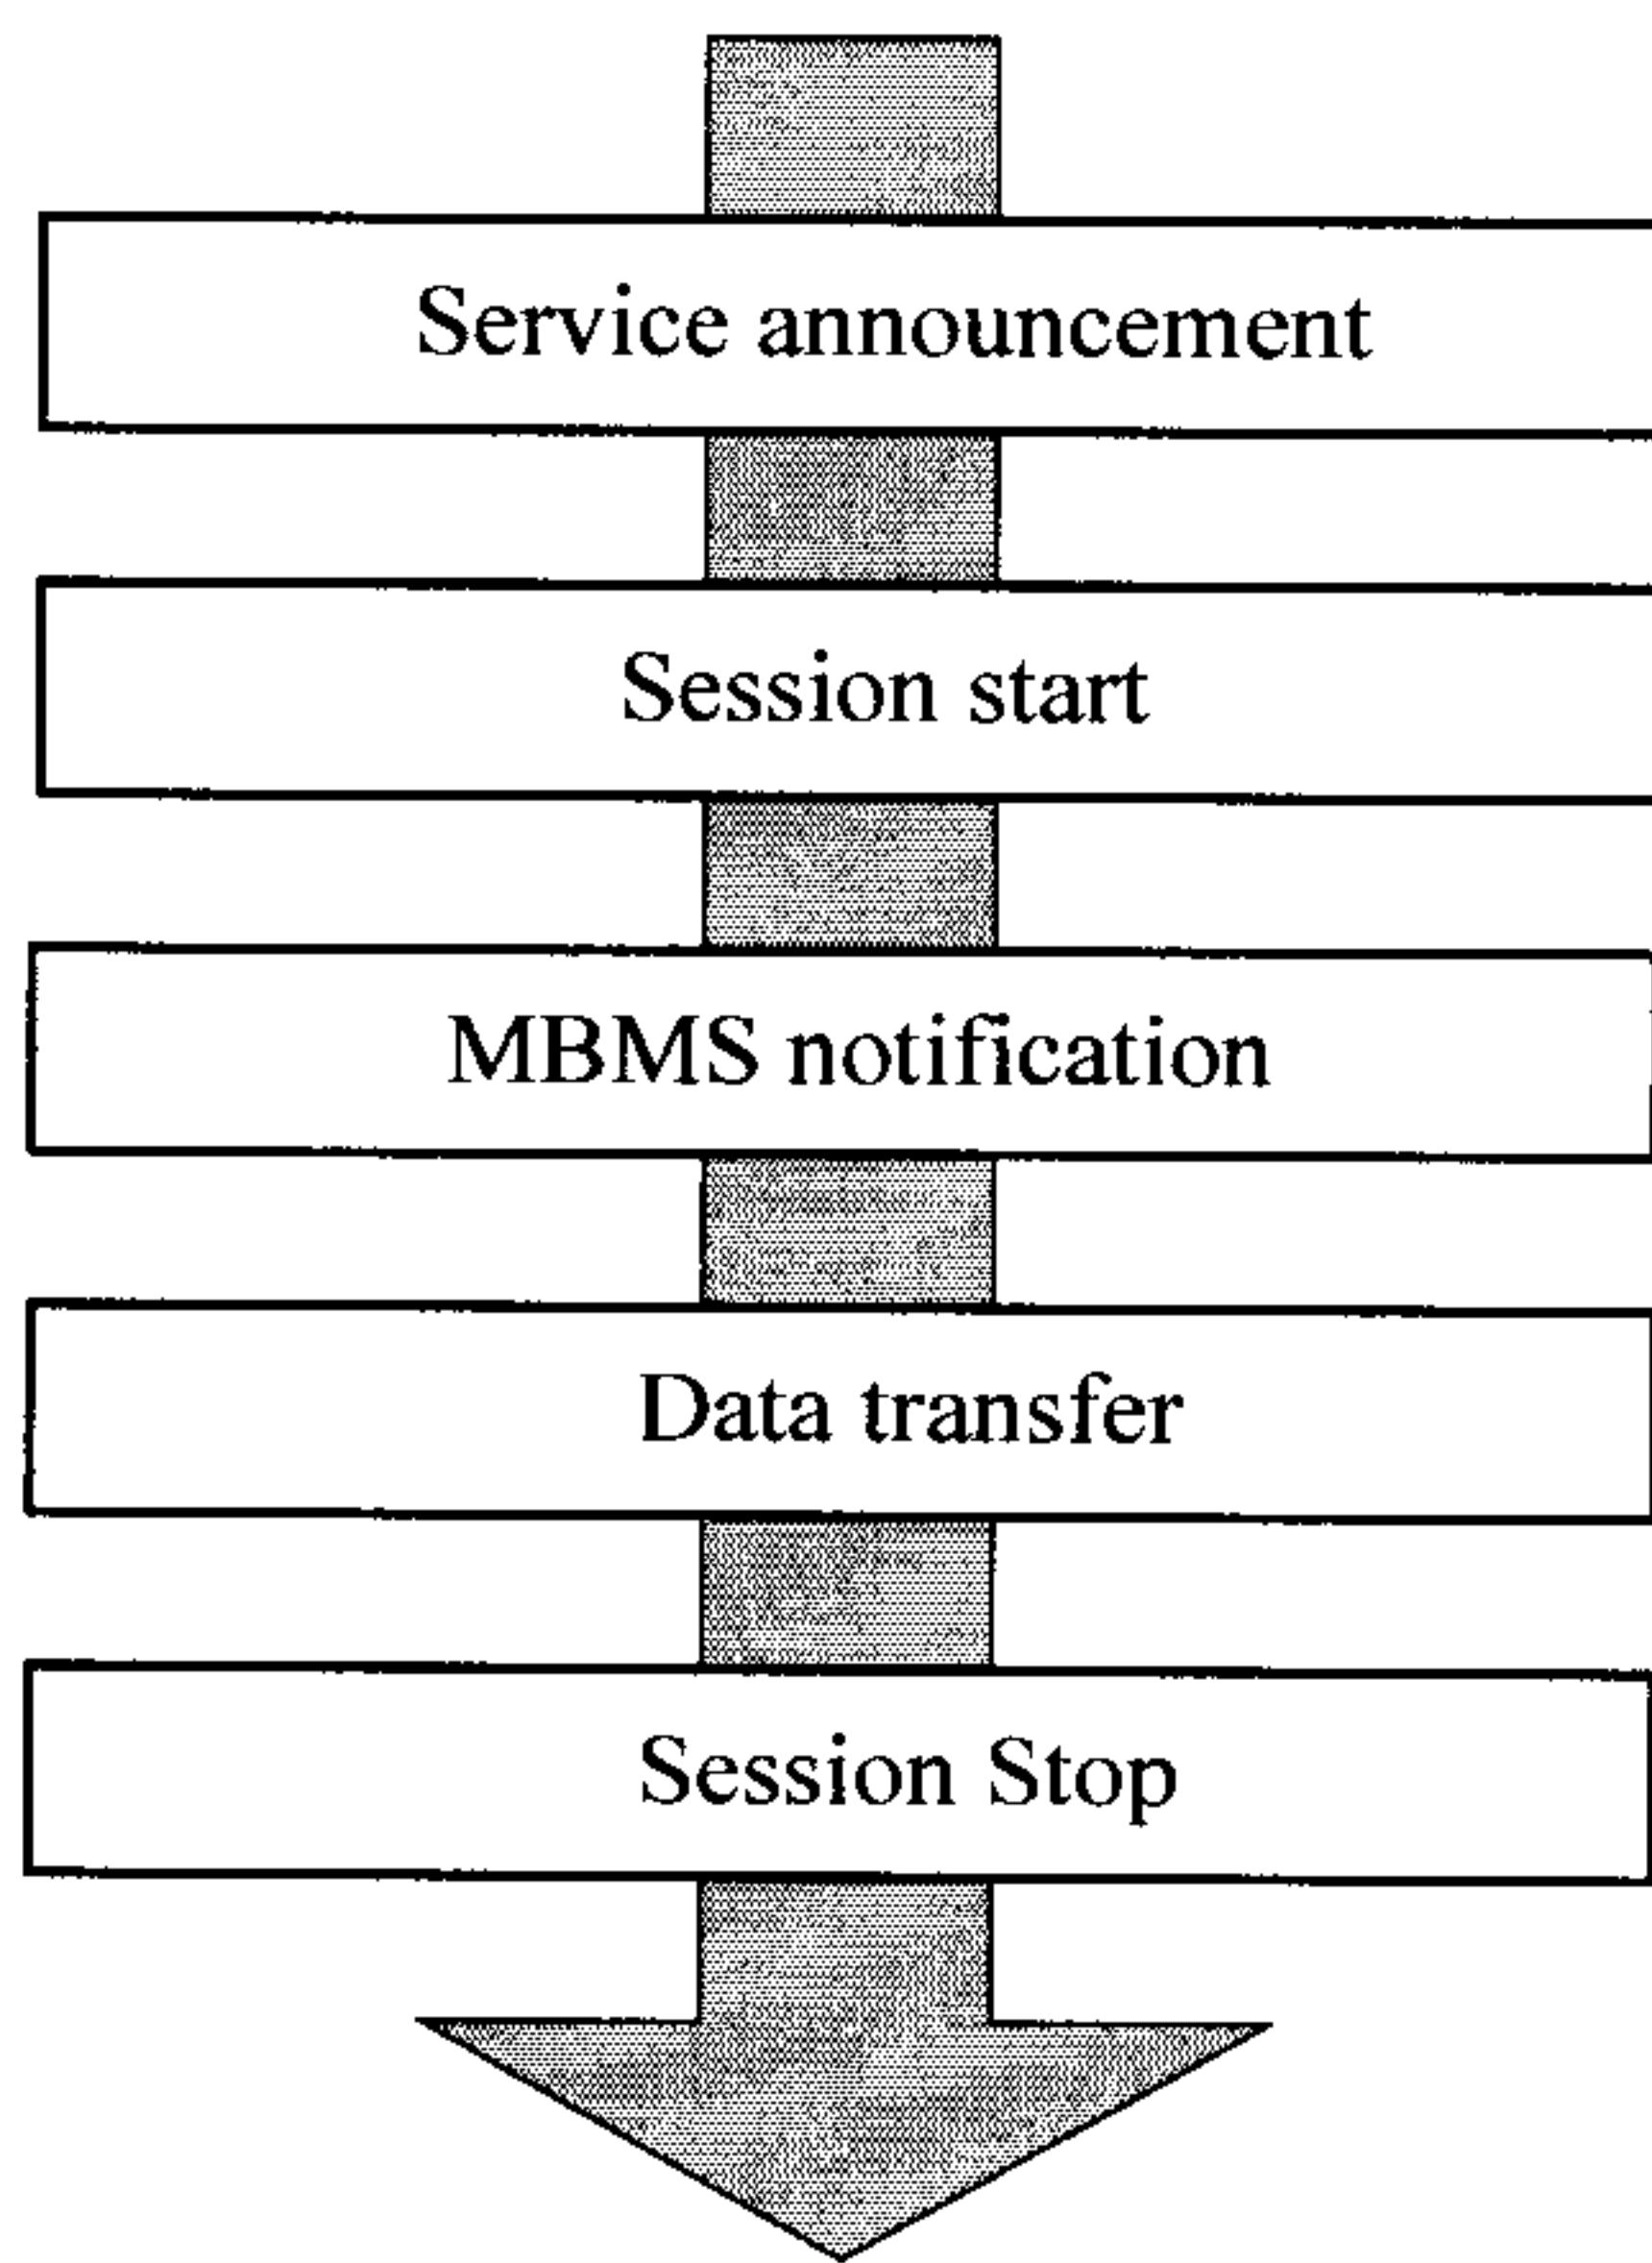 Service announcement
Session start
MBMS notification
Data transfer
Session Stop